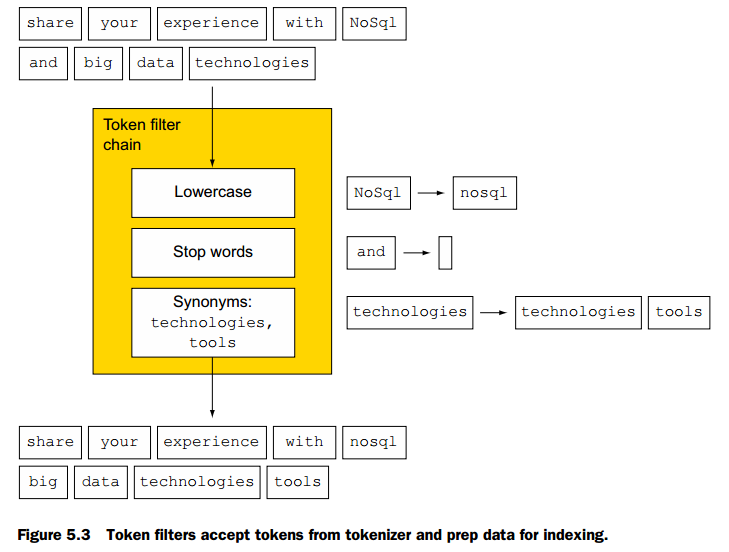 share your experience with NoSql
and big data technologies
Token filter
chain
Lowercase
NoSql nosql
Stop words
and
Synonyms:
technologies,
tools
technologies technologies tools
share your experience with nosql
big data technologies tools
Figure 5.3 Token filters accept tokens from tokenizer and prep data for indexing.